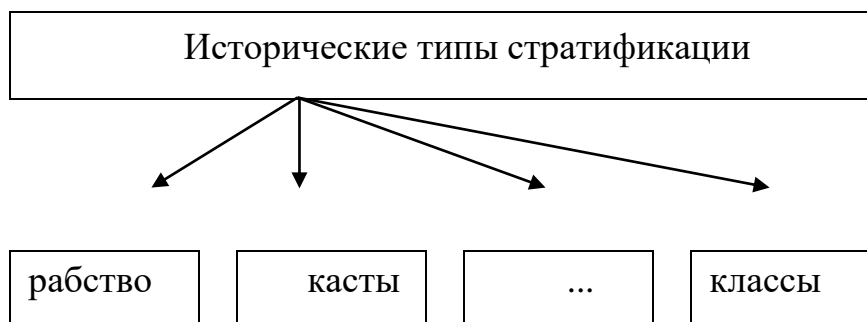 Исторические типы стратификации
рабство касты ... классы